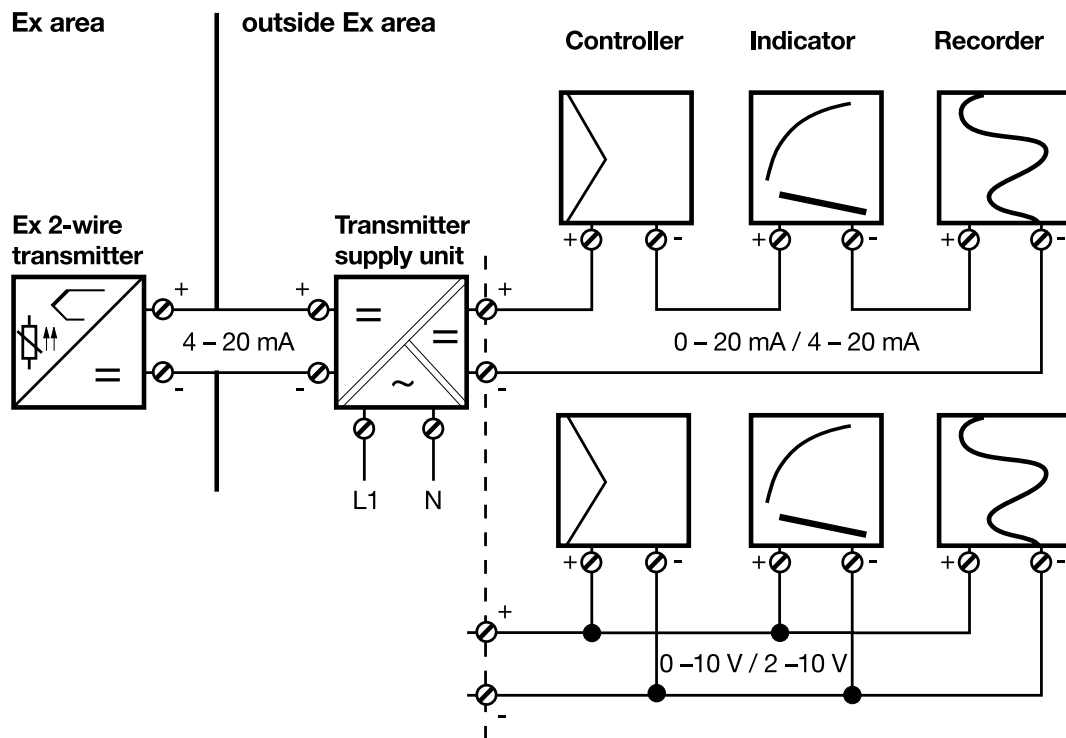 Ex area
outside Ex area
Controller
Indicator
Recorder
Ex 2-wire
transmitter
Transmitter
supply unit
+ -
+ -
+ -
+
+
+
4 – 20 mA
0 – 20 mA / 4 – 20 mA
-
-
-
~
L1
N
+ -
+ -
+ -
+
0 –10 V / 2 –10 V
-